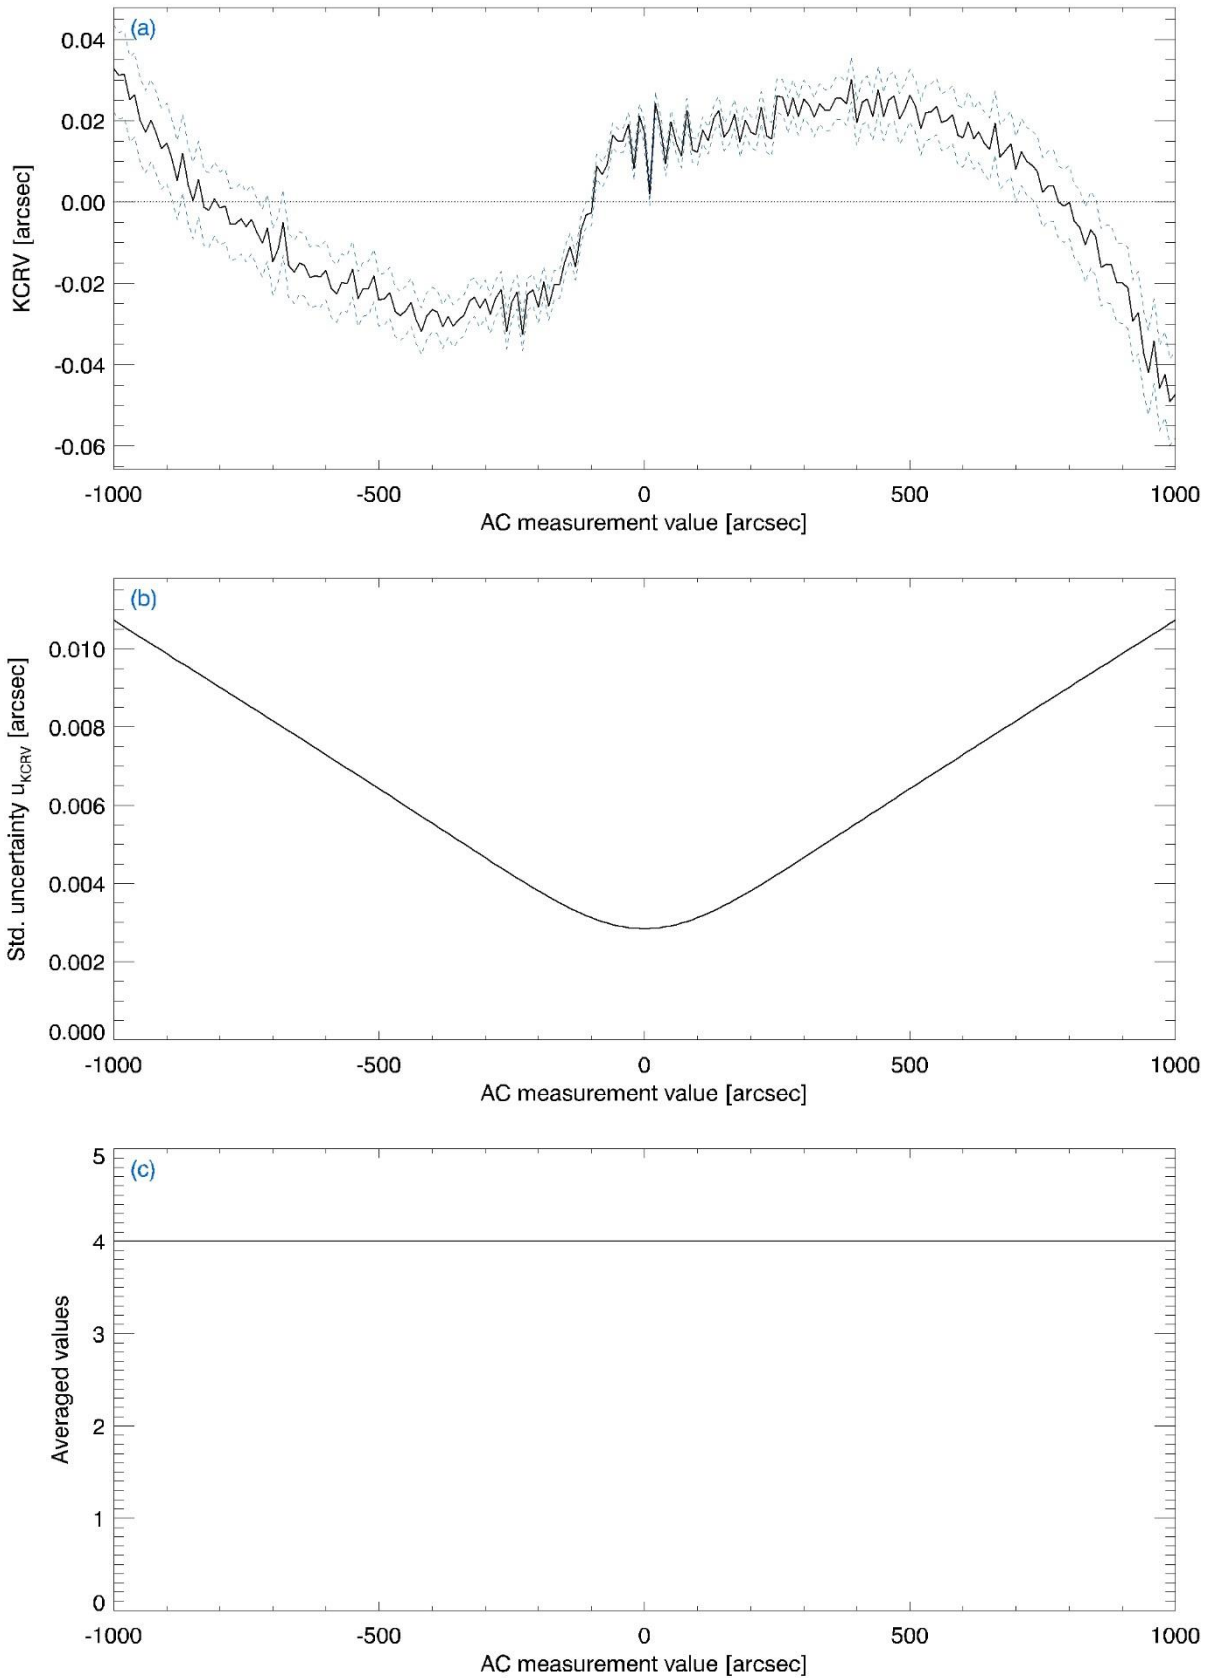 (a)
0.04
0.02
0.00
-0.02
-0.04
-0.06
KCRV [arcsec]
-1000 -500 0 500 1000
AC measurement value [arcsec]
(b)
0.010
0.008
0.006
0.004
0.002
0.000
Std. uncertainty uKCRV [arcsec]
-1000 -500 0 500 1000
AC measurement value [arcsec]
(c)
5
4
3
2
1
0
Averaged values
-1000 -500 0 500 1000
AC measurement value [arcsec]